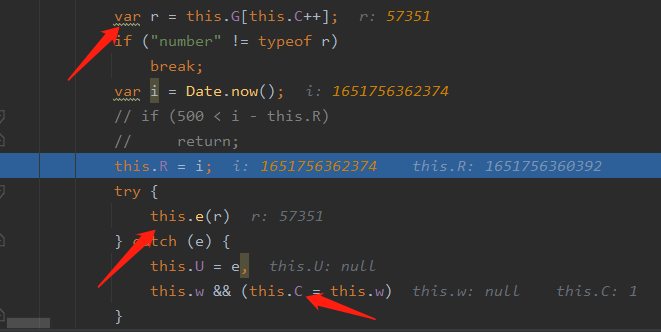 var r = this.G[this.C++]; r: 57351
if ("number" != typeof r)
break;
var i = Date.now(); i: 1651756362374
// if (500 < i - this.R)
// return;
this.R = i; i: 1651756362374 this.R: 1651756360392
try {
this.e(r) r: 57351
} catch (e) {
this.U = e, this.U: null
this.w && (this.C = this.w) this.w: null this.C: 1
}